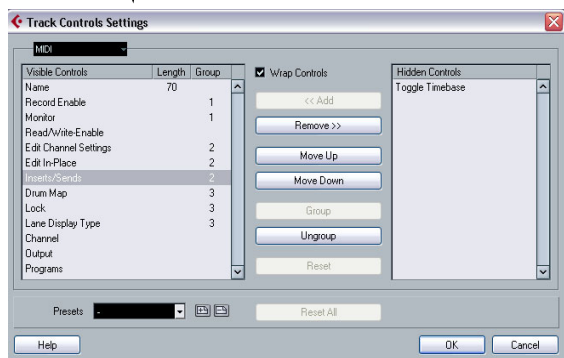 Track Controls Settings
MIDI
Visible Controls Length Group
Name 70
Record Enable 1
Monitor 1
Read/Write-Enable
Edit Channel Settings 2
Edit In-Place 2
Inserts/Sends 2
Drum Map 3
Lock 3
Lane Display Type 3
Channel
Output
Programs
Wrap Controls
<< Add
Remove >>
Move Up
Move Down
Group
Ungroup
Reset
Hidden Controls
Toggle Timebase
Presets -
Reset All
Help
OK
Cancel